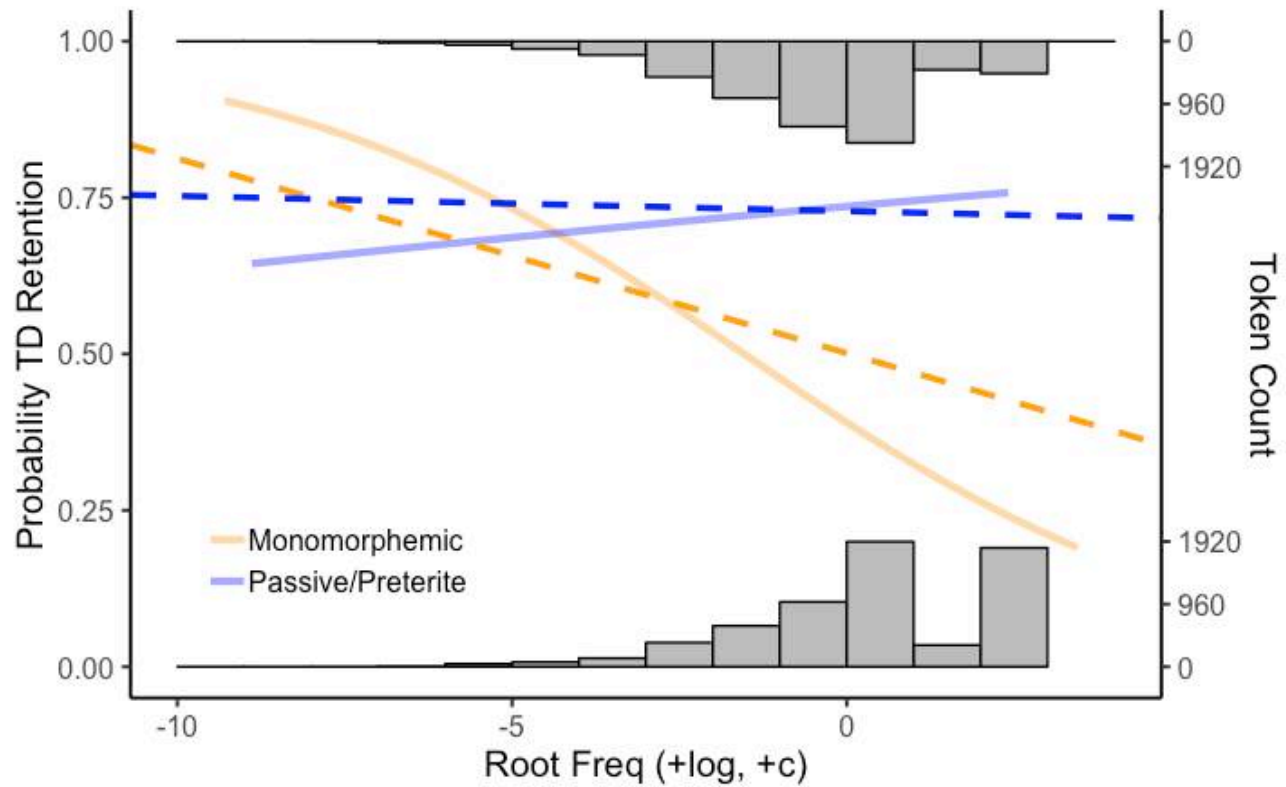 1.00
0.75
0.50
0.25
0.00
Probability TD Retention
0
960
1920
1920
960
0
Token Count
Monomorphemic
Passive/Preterite
-10
-5
0
Root Freq (+log, +c)